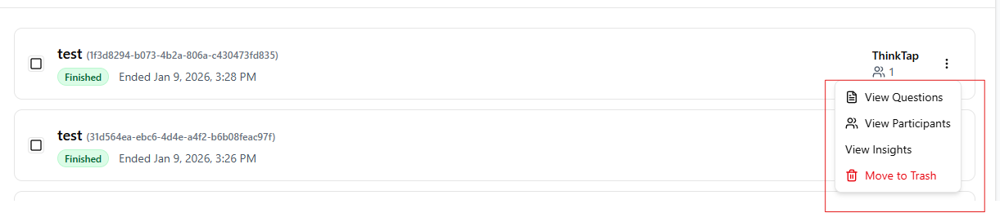 test (1f3d8294-b073-4b2a-806a-c430473fd835)
ThinkTap
Finished Ended Jan 9, 2026, 3:28 PM
1
View Questions
View Participants
View Insights
Move to Trash
test (31d564ea-ebc6-4d4e-a4f2-b6b08feac97f)
Finished Ended Jan 9, 2026, 3:26 PM